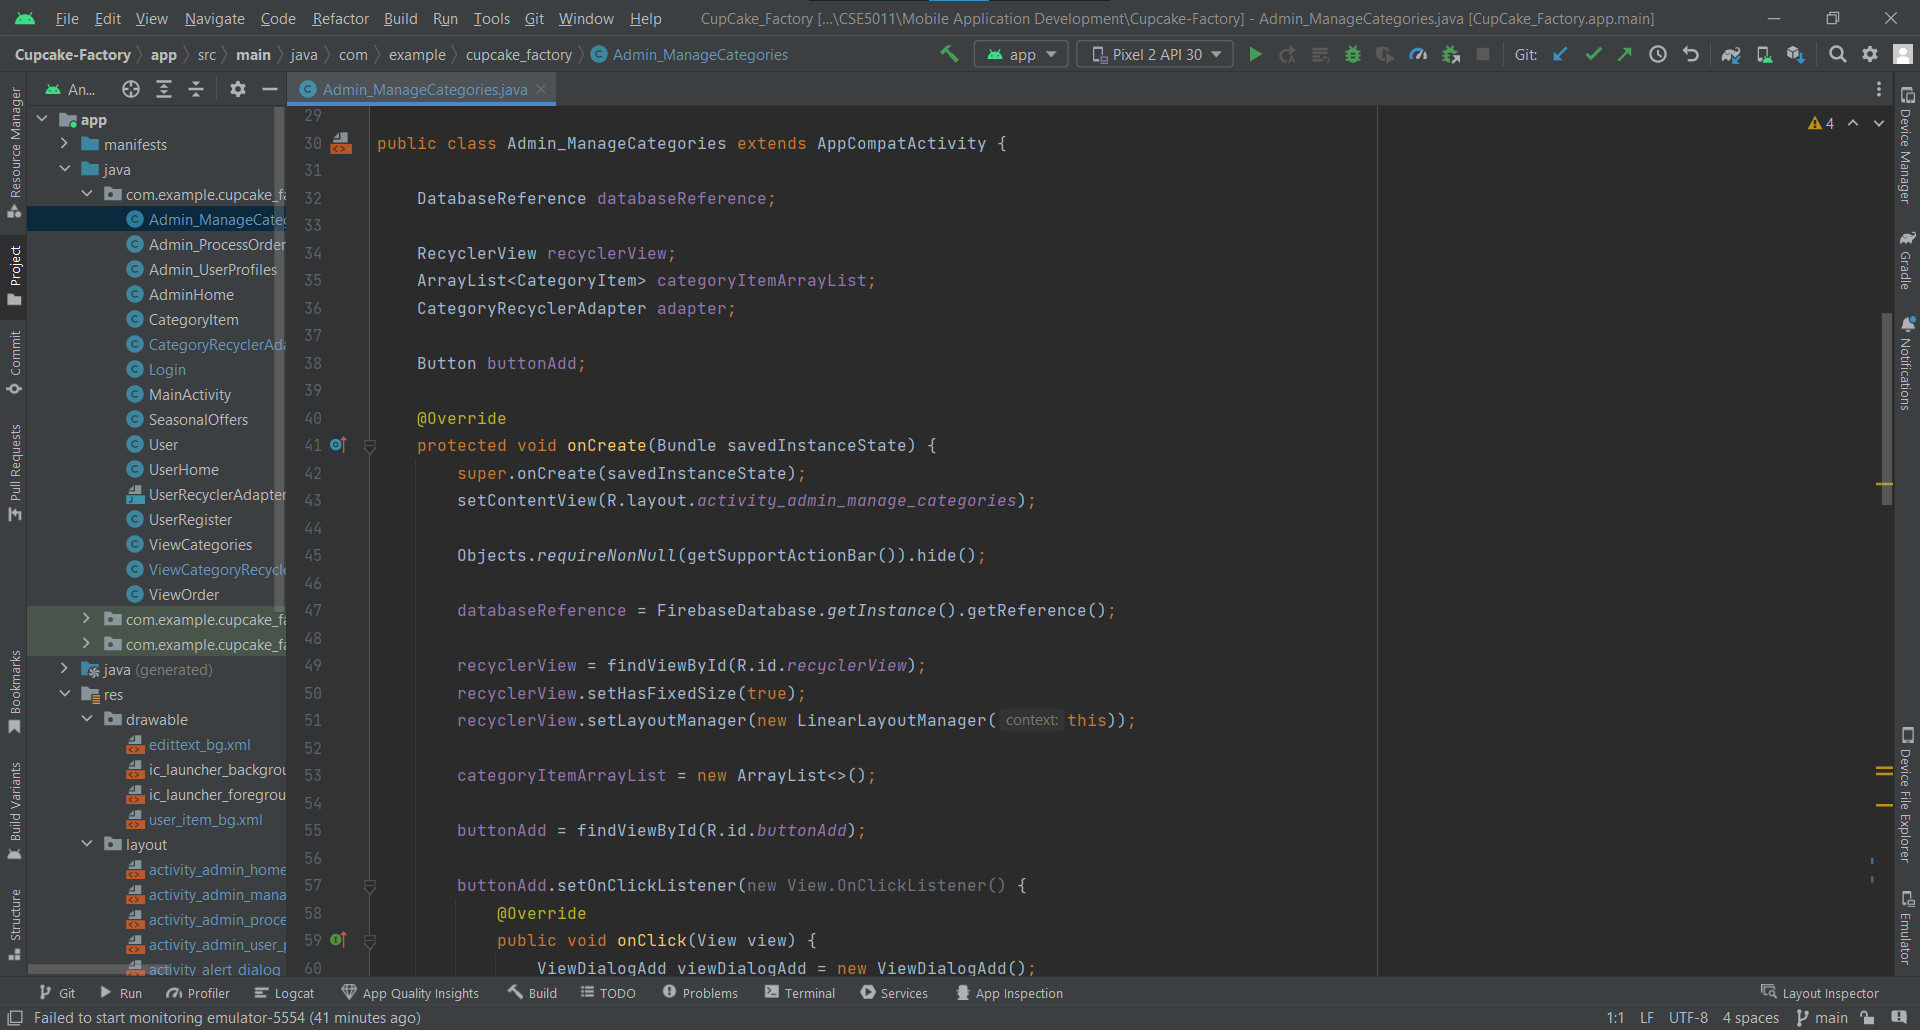 File Edit View Navigate Code Refactor Build Run Tools Git Window Help CupCake_Factory [...\CSE5011\Mobile Application Development\Cupcake-Factory] - Admin_ManageCategories.java [CupCake_Factory.app.main]
Cupcake-Factory app src main java com example cupcake_factory Admin_ManageCategories app Pixel 2 API 30 Git:
An... Admin_ManageCategories.java
Resource Manager
Project
Commit
Pull Requests
Bookmarks
Build Variants
Structure
app
manifests
java
com.example.cupcake_fa
Admin_ManageCateg
Admin_ProcessOrder
Admin_UserProfiles
AdminHome
CategoryItem
CategoryRecyclerAda
Login
MainActivity
SeasonalOffers
User
UserHome
UserRecyclerAdapter
UserRegister
ViewCategories
ViewCategoryRecycle
ViewOrder
com.example.cupcake_fa
com.example.cupcake_fa
java (generated)
res
drawable
edittext_bg.xml
ic_launcher_backgrou
ic_launcher_foregrou
user_item_bg.xml
layout
activity_admin_home
activity_admin_mana
activity_admin_proce
activity_admin_user_p
activity_alert_dialog
29
30 public class Admin_ManageCategories extends AppCompatActivity {
31
32 DatabaseReference databaseReference;
33
34 RecyclerView recyclerView;
35 ArrayList<CategoryItem> categoryItemArrayList;
36 CategoryRecyclerAdapter adapter;
37
38 Button buttonAdd;
39
40 @Override
41 protected void onCreate(Bundle savedInstanceState) {
42 super.onCreate(savedInstanceState);
43 setContentView(R.layout.activity_admin_manage_categories);
44
45 Objects.requireNonNull(getSupportActionBar()).hide();
46
47 databaseReference = FirebaseDatabase.getInstance().getReference();
48
49 recyclerView = findViewById(R.id.recyclerView);
50 recyclerView.setHasFixedSize(true);
51 recyclerView.setLayoutManager(new LinearLayoutManager( context: this));
52
53 categoryItemArrayList = new ArrayList<>();
54
55 buttonAdd = findViewById(R.id.buttonAdd);
56
57 buttonAdd.setOnClickListener(new View.OnClickListener() {
58 @Override
59 public void onClick(View view) {
60 ViewDialogAdd viewDialogAdd = new ViewDialogAdd();
4
Device Manager
Gradle
Notifications
Device File Explorer
Emulator
Git Run Profiler Logcat App Quality Insights Build TODO Problems Terminal Services App Inspection Layout Inspector
Failed to start monitoring emulator-5554 (41 minutes ago) 1:1 LF UTF-8 4 spaces main